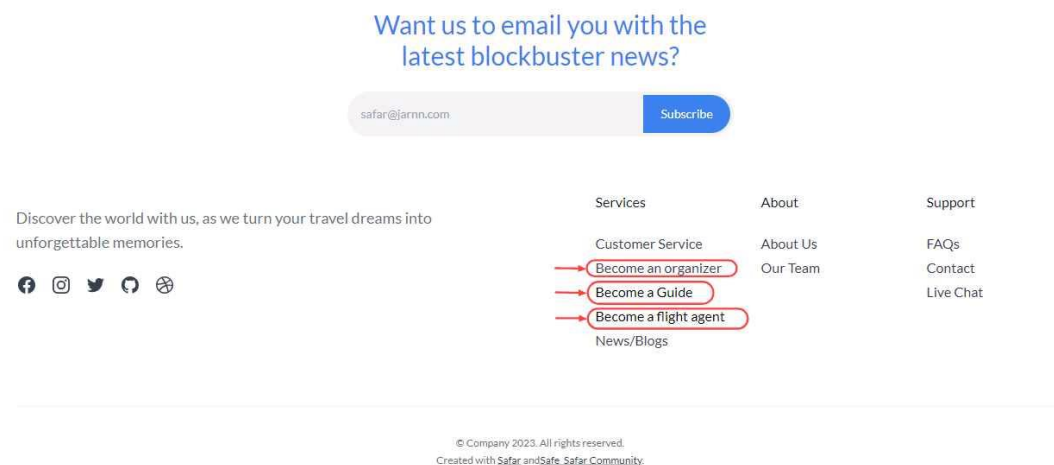 Want us to email you with the
latest blockbuster news?
safar@jarnn.com
Subscribe
Discover the world with us, as we turn your travel dreams into
unforgettable memories.
Services
Customer Service
Become an organizer
Become a Guide
Become a flight agent
News/Blogs
About
About Us
Our Team
Support
FAQs
Contact
Live Chat
© Company 2023. All rights reserved.
Created with Safar andSafe Safar Community.